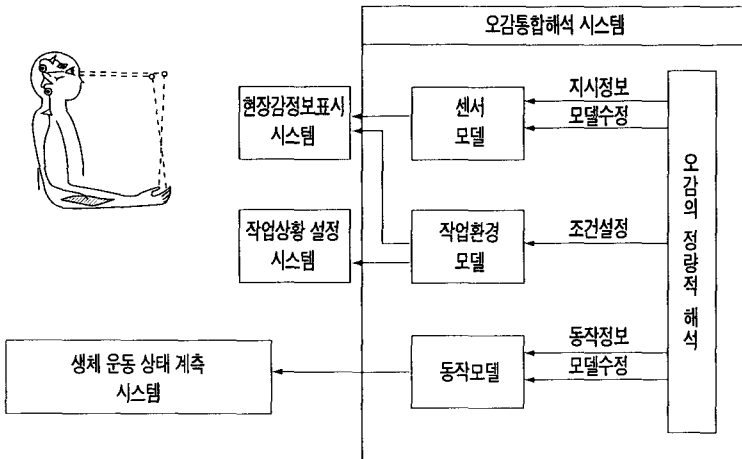 오감통합해석 시스템
현장감정보표시
시스템
센서
모델
지시정보
모델수정
작업상황 설정
시스템
작업환경
모델
조건설정
생체 운동 상태 계측
시스템
동작모델
동작정보
모델수정
오감의 정량적 해석